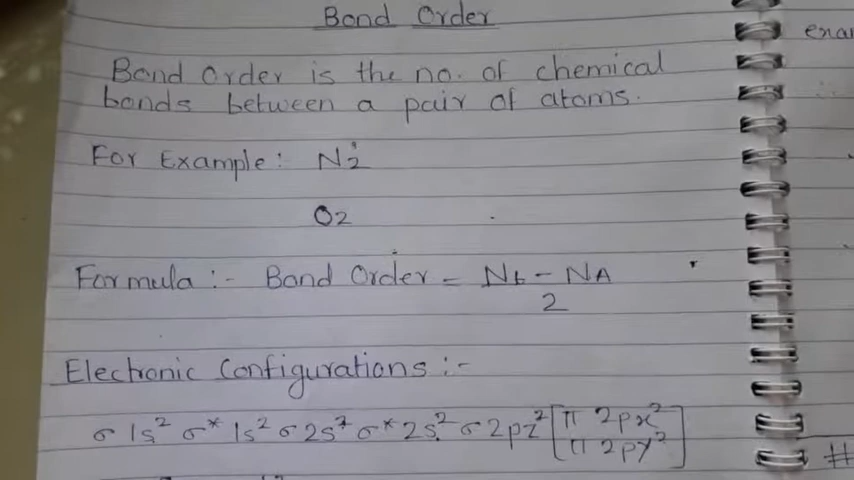 Bond Order
Bond order is the no. of chemical
bonds between a pair of atoms.
For Example: N2
O2
Formula :- Bond Order = Nb - NA
2
Electronic Configurations :-
σ 1s² σ* 1s² σ 2s² σ* 2s² σ 2pz² [π 2px²
π 2py²]
#